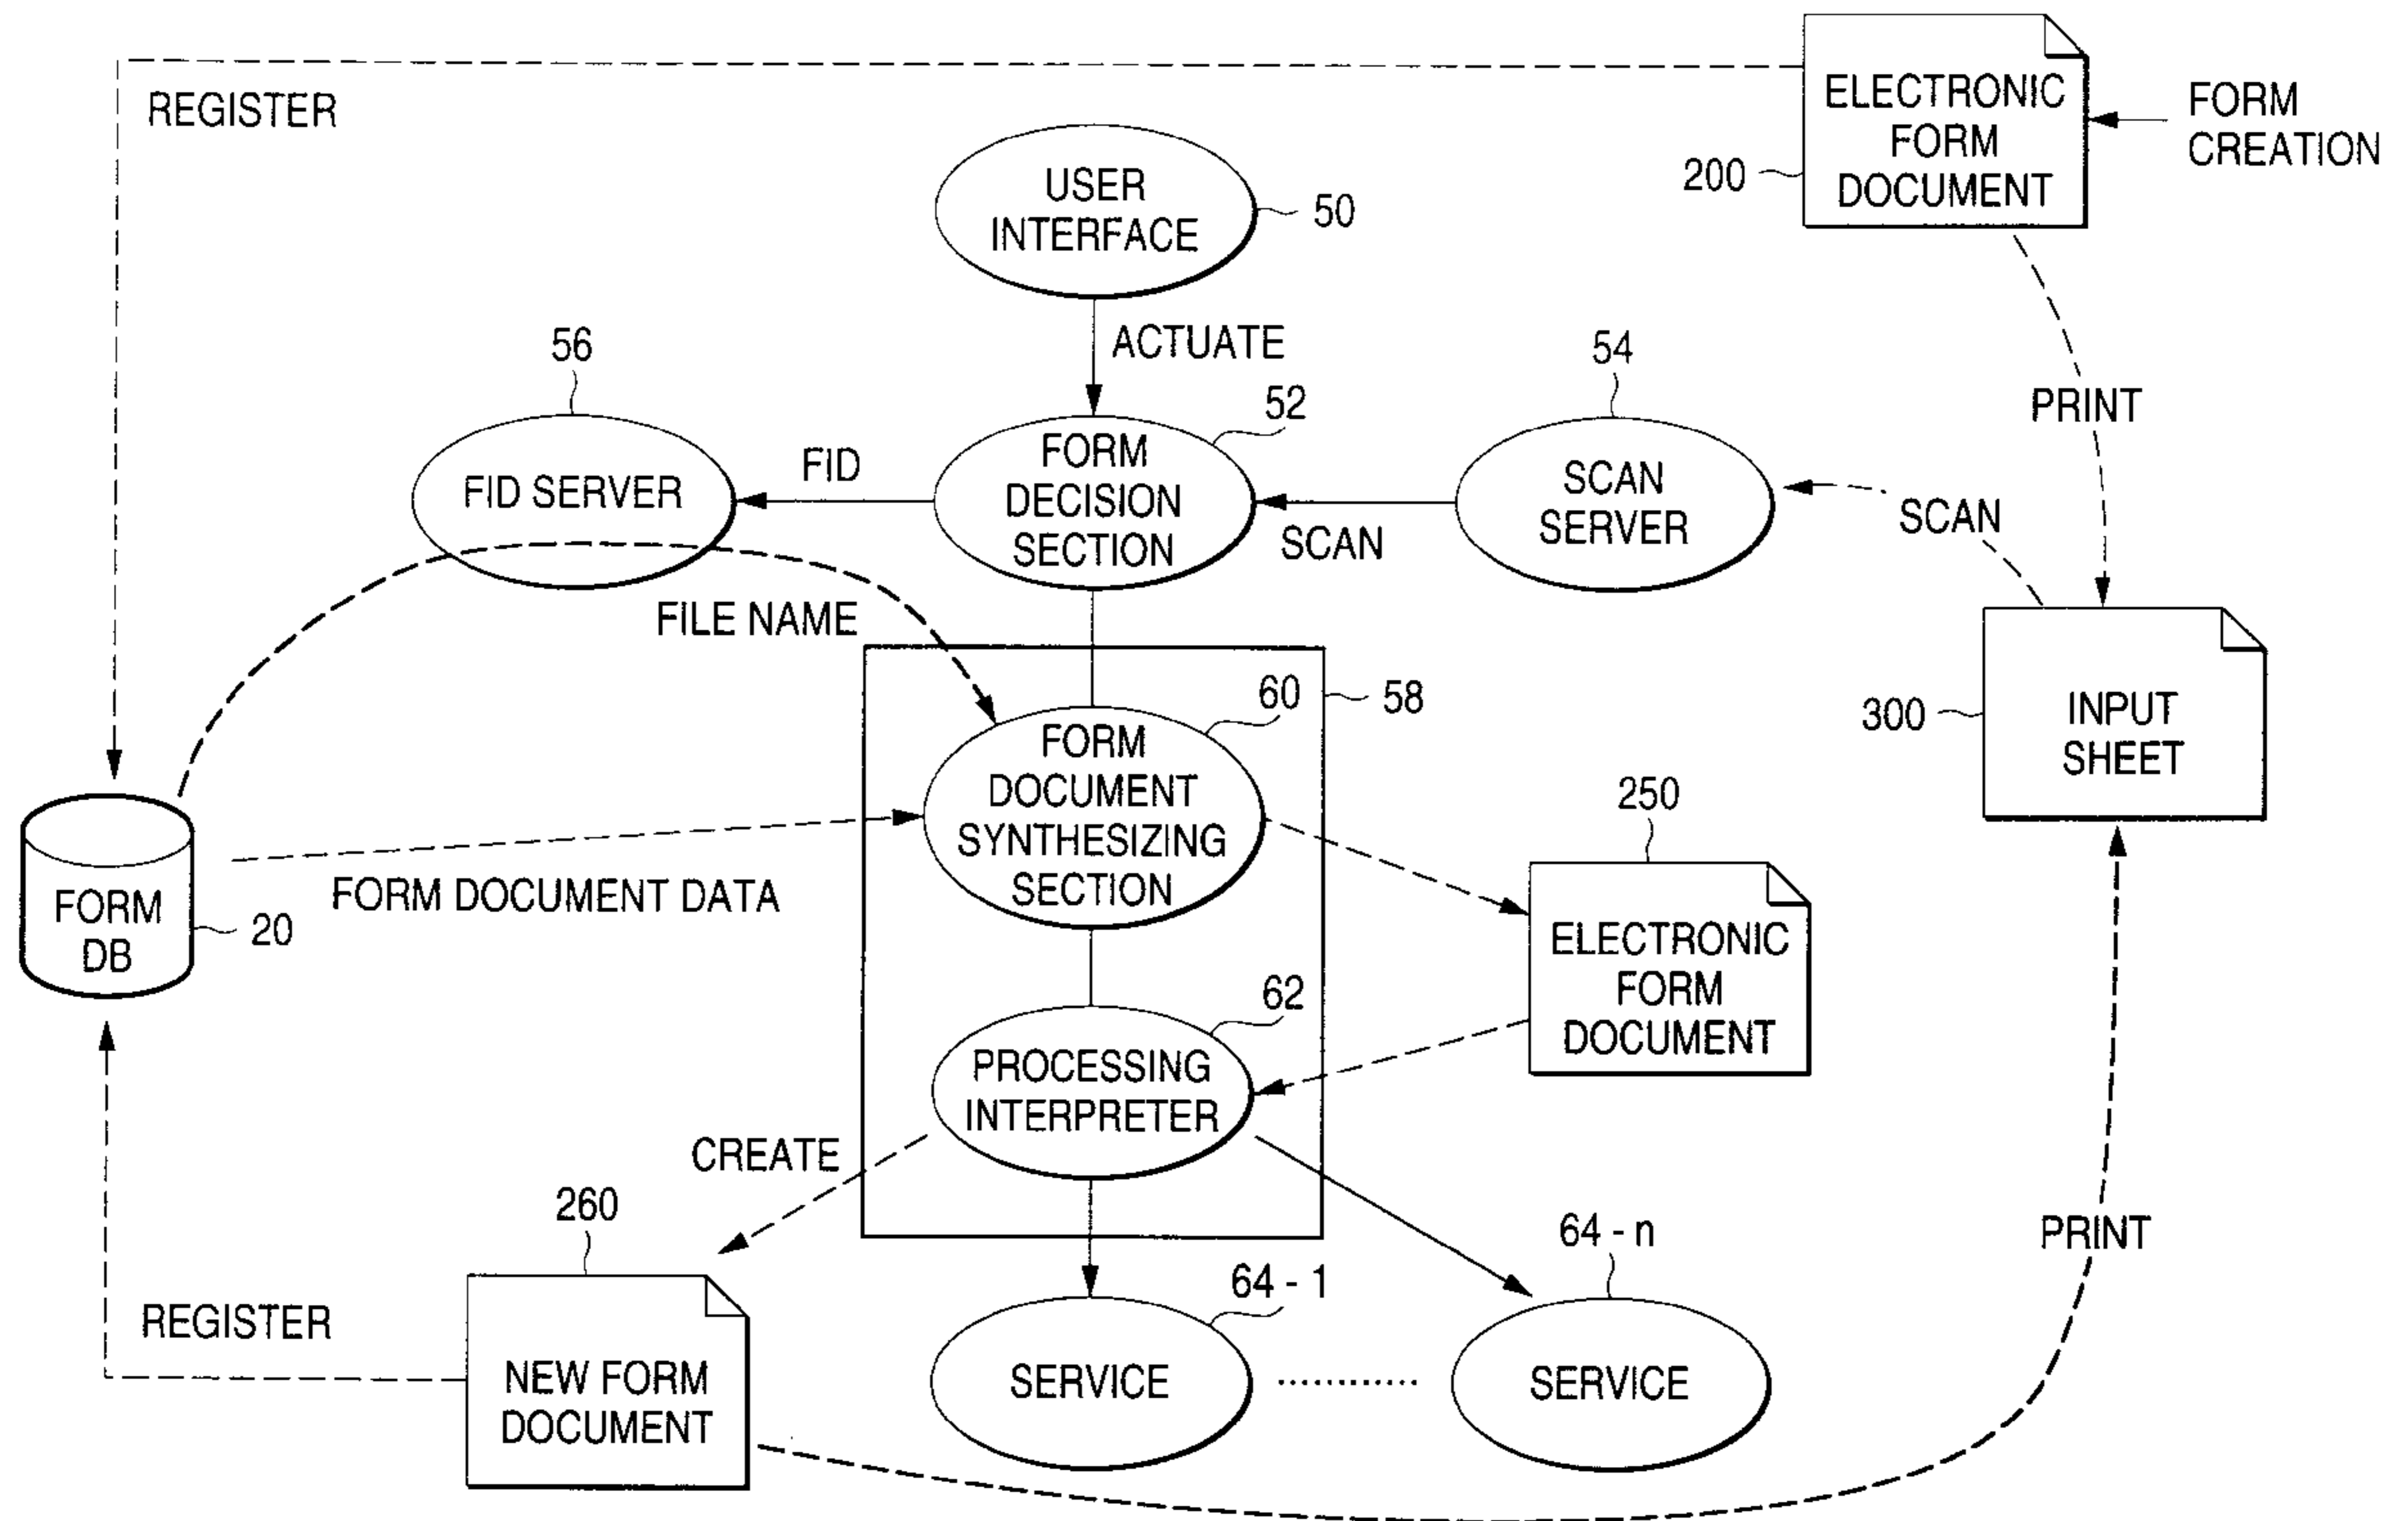 REGISTER
ELECTRONIC
FORM
DOCUMENT
200
FORM
CREATION
USER
INTERFACE
50
ACTUATE
56
54
52
PRINT
FID SERVER
FID
FORM
DECISION
SECTION
SCAN
SCAN
SERVER
SCAN
FILE NAME
58
60
300
INPUT
SHEET
FORM
DOCUMENT
SYNTHESIZING
SECTION
FORM DOCUMENT DATA
FORM
DB
20
250
ELECTRONIC
FORM
DOCUMENT
62
PROCESSING
INTERPRETER
CREATE
260
64 - n
PRINT
64 - 1
REGISTER
NEW FORM
DOCUMENT
SERVICE
SERVICE